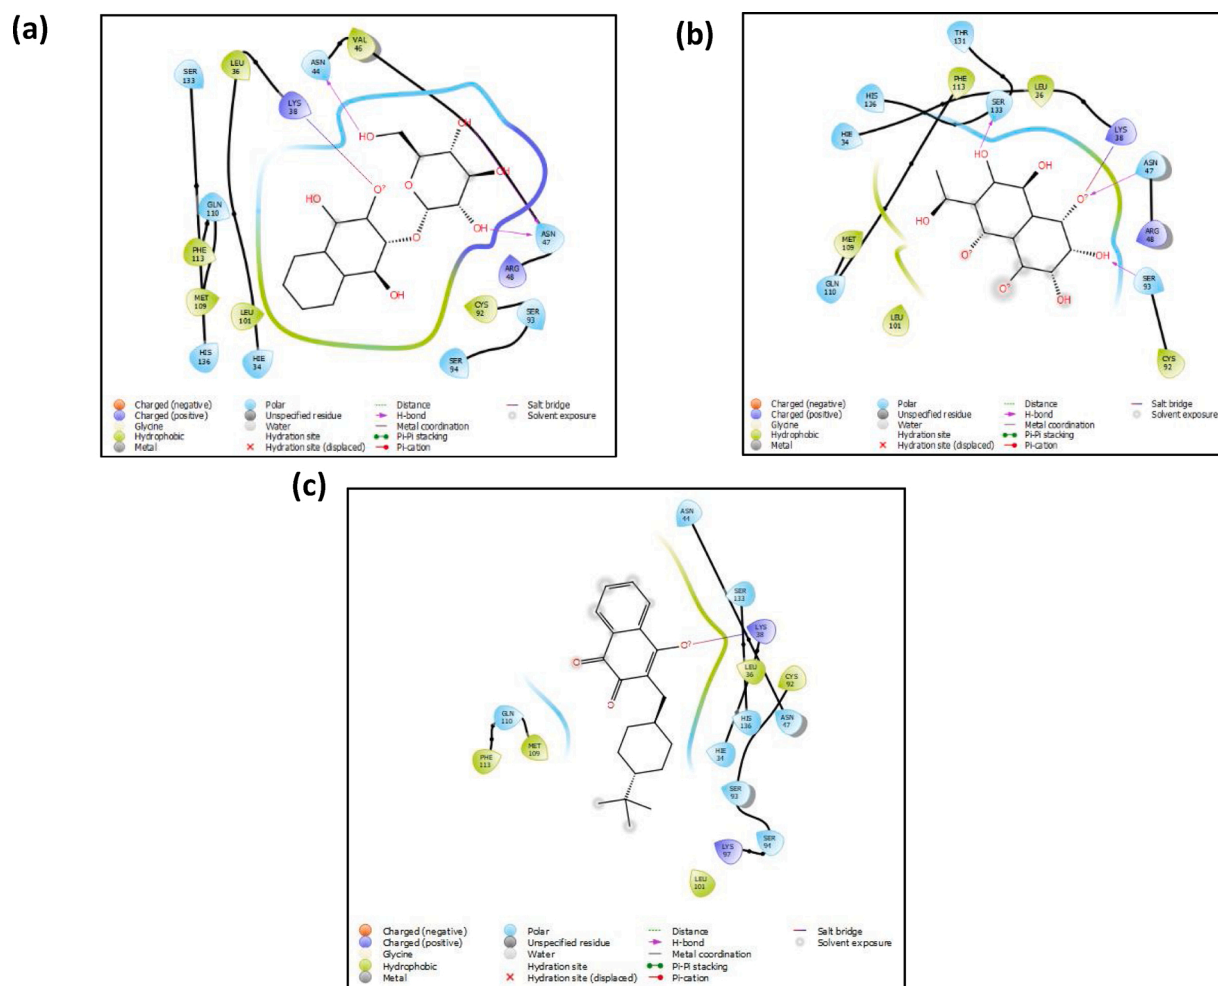 (a)
VAL
46
ASN
44
LEU
36
SER
133
LYS
38
HO
OH
O
OH
O?
HO
GLN
110
O
OH
ASN
47
PHE
113
ARG
48
MET
109
OH
CYS
92
SER
93
LEU
101
HIS
136
HIE
34
SER
94
Charged (negative)
Charged (positive)
Glycine
Hydrophobic
Metal
Polar
Unspecified residue
Water
Hydration site
Hydration site (displaced)
Distance
H-bond
Metal coordination
Pi-Pi stacking
Pi-cation
Salt bridge
Solvent exposure
(b)
THR
131
PHE
113
LEU
36
HIS
136
SER
133
LYS
38
HIE
34
HO
OH
ASN
47
O?
HO
ARG
48
MET
109
O?
OH
SER
93
GLN
110
O?
OH
LEU
101
CYS
92
Charged (negative)
Charged (positive)
Glycine
Hydrophobic
Metal
Polar
Unspecified residue
Water
Hydration site
Hydration site (displaced)
Distance
H-bond
Metal coordination
Pi-Pi stacking
Pi-cation
Salt bridge
Solvent exposure
(c)
ASN
44
SER
133
LYS
38
O?
O
LEU
36
CYS
92
O
GLN
110
HIS
136
ASN
47
PHE
113
MET
109
HIE
34
SER
93
SER
94
LYS
97
LEU
101
Charged (negative)
Charged (positive)
Glycine
Hydrophobic
Metal
Polar
Unspecified residue
Water
Hydration site
Hydration site (displaced)
Distance
H-bond
Metal coordination
Pi-Pi stacking
Pi-cation
Salt bridge
Solvent exposure